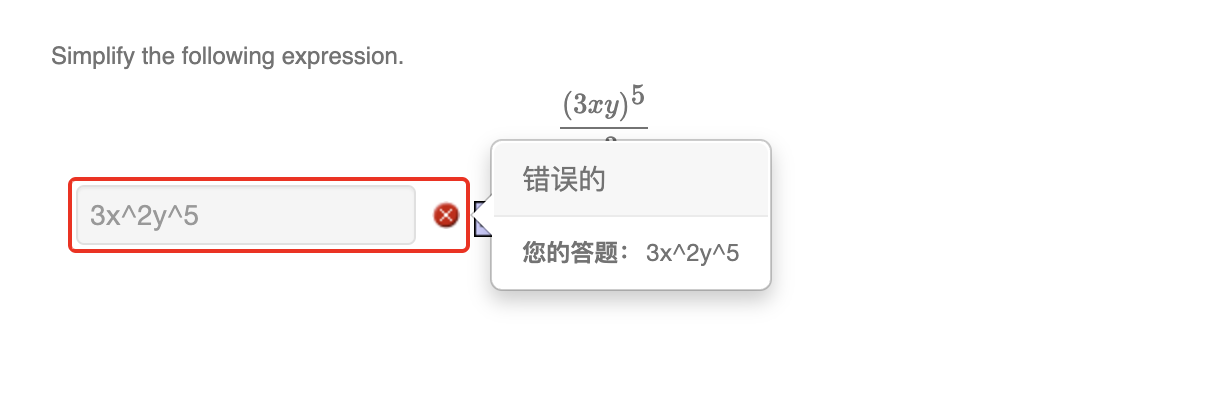 Simplify the following expression.
(3xy)^5
3x^2y^5
错误的
您的答题： 3x^2y^5